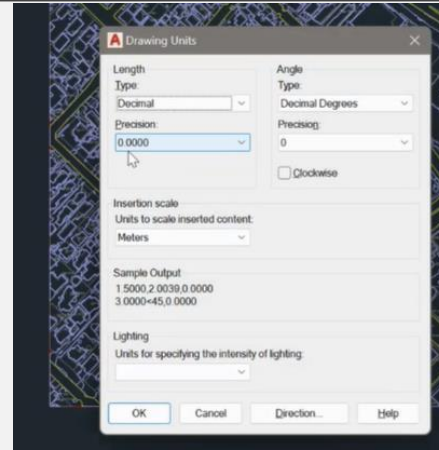 A Drawing Units
Length
Type:
Decimal
Precision:
0.0000
Angle
Type:
Decimal Degrees
Precision:
0
Clockwise
Insertion scale
Units to scale inserted content:
Meters
Sample Output
1.5000,2.0039,0.0000
3.0000<45,0.0000
Lighting
Units for specifying the intensity of lighting:
OK Cancel Direction... Help